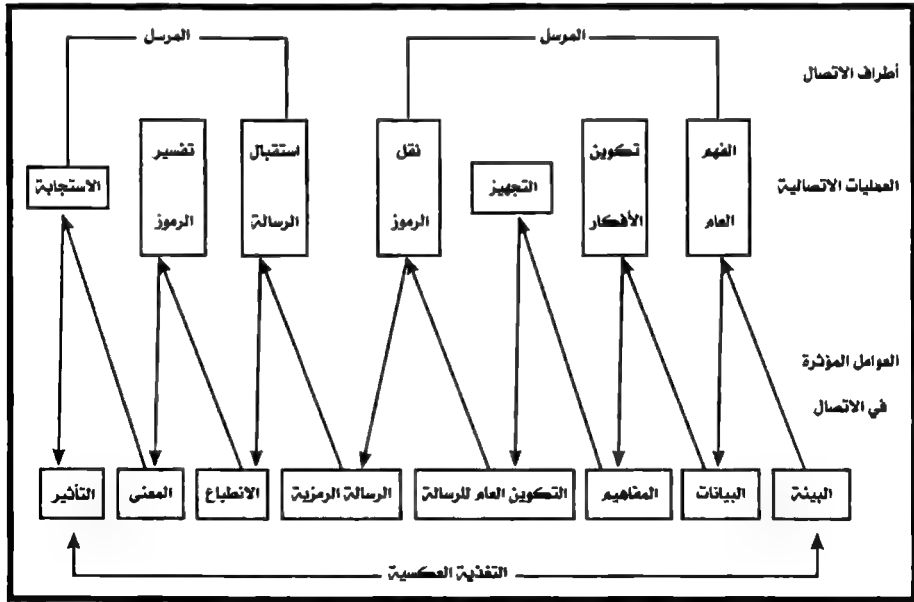 المرسل
المرسل
أطراف الاتصال
الفهم
العام
تكوين
الأفكار
التجهيز
نقل
الرموز
استقبال
الرسالة
تفسير
الرموز
الاستجابة
العمليات الاتصالية
العوامل المؤثرة
في الاتصال
البيئة
البيانات
المفاهيم
التكوين العام للرسالة
الرسالة الرمزية
الانطباع
المعنى
التأثير
التغذية العكسية